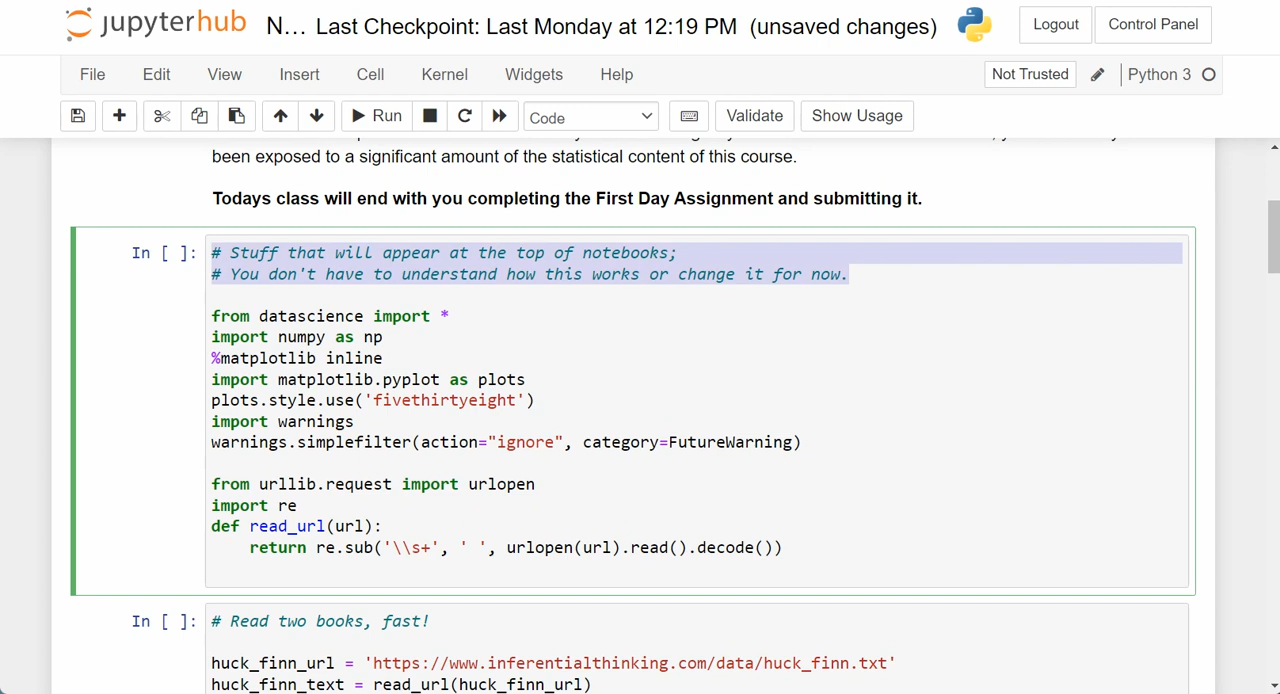 jupyterhub N... Last Checkpoint: Last Monday at 12:19 PM (unsaved changes) Logout Control Panel
File Edit View Insert Cell Kernel Widgets Help Not Trusted Python 3
Run Code Validate Show Usage
been exposed to a significant amount of the statistical content of this course.
Todays class will end with you completing the First Day Assignment and submitting it.
In [ ]: # Stuff that will appear at the top of notebooks;
# You don't have to understand how this works or change it for now.
from datascience import *
import numpy as np
%matplotlib inline
import matplotlib.pyplot as plots
plots.style.use('fivethirtyeight')
import warnings
warnings.simplefilter(action="ignore", category=FutureWarning)
from urllib.request import urlopen
import re
def read_url(url):
    return re.sub('\\s+', ' ', urlopen(url).read().decode())
In [ ]: # Read two books, fast!
huck_finn_url = 'https://www.inferentialthinking.com/data/huck_finn.txt'
huck_finn_text = read_url(huck_finn_url)